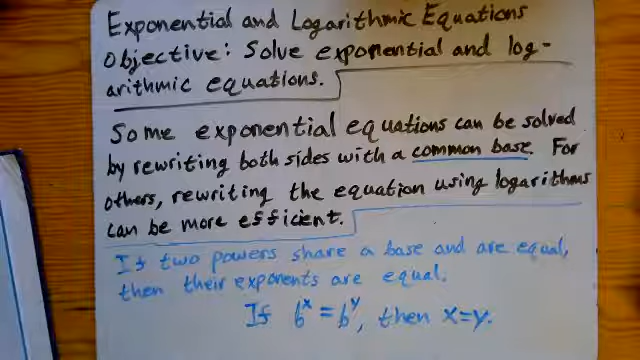 Exponential and Logarithmic Equations
Objective: Solve exponential and log-
arithmic equations.
Some exponential equations can be solved
by rewriting both sides with a common base. For
others, rewriting the equation using logarithms
can be more efficient.
If two powers share a base and are equal,
then their exponents are equal.
If bˣ = bʸ, then x=y.